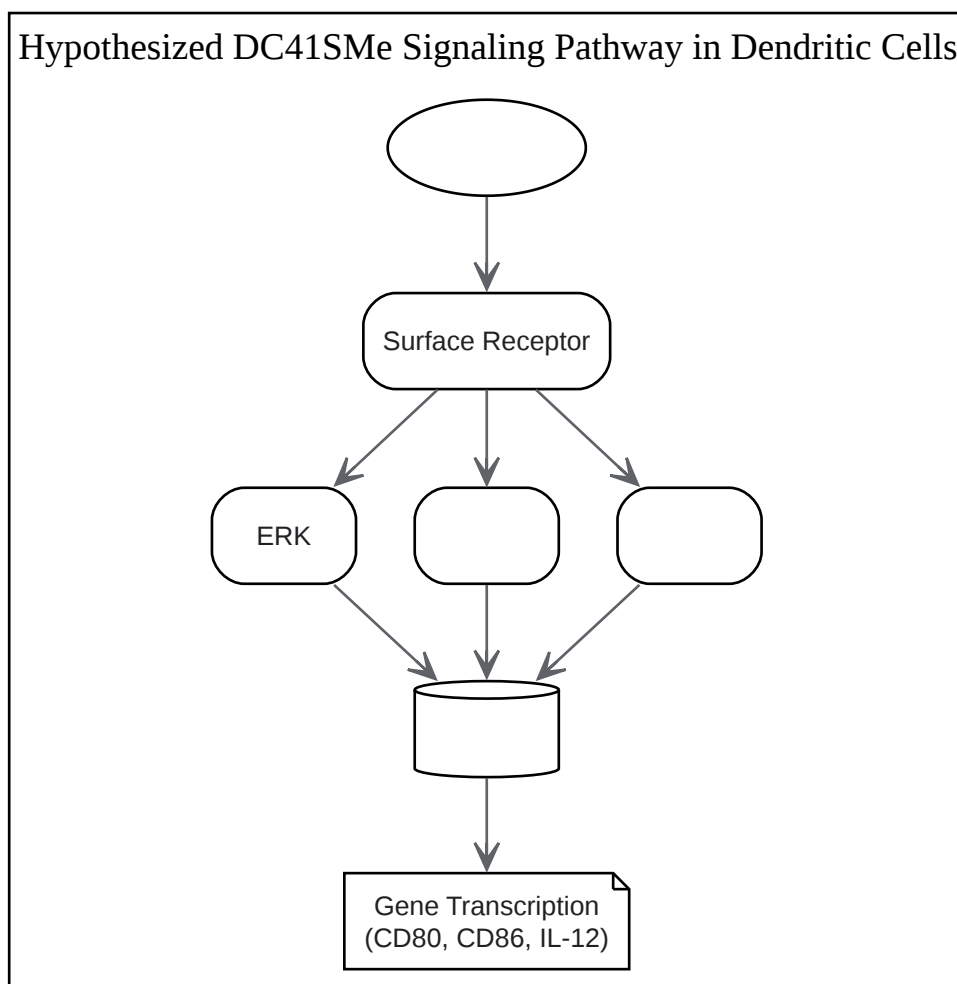 Hypothesized DC41SMe Signaling Pathway in Dendritic Cells
Surface Receptor
ERK
Gene Transcription
(CD80, CD86, IL-12)